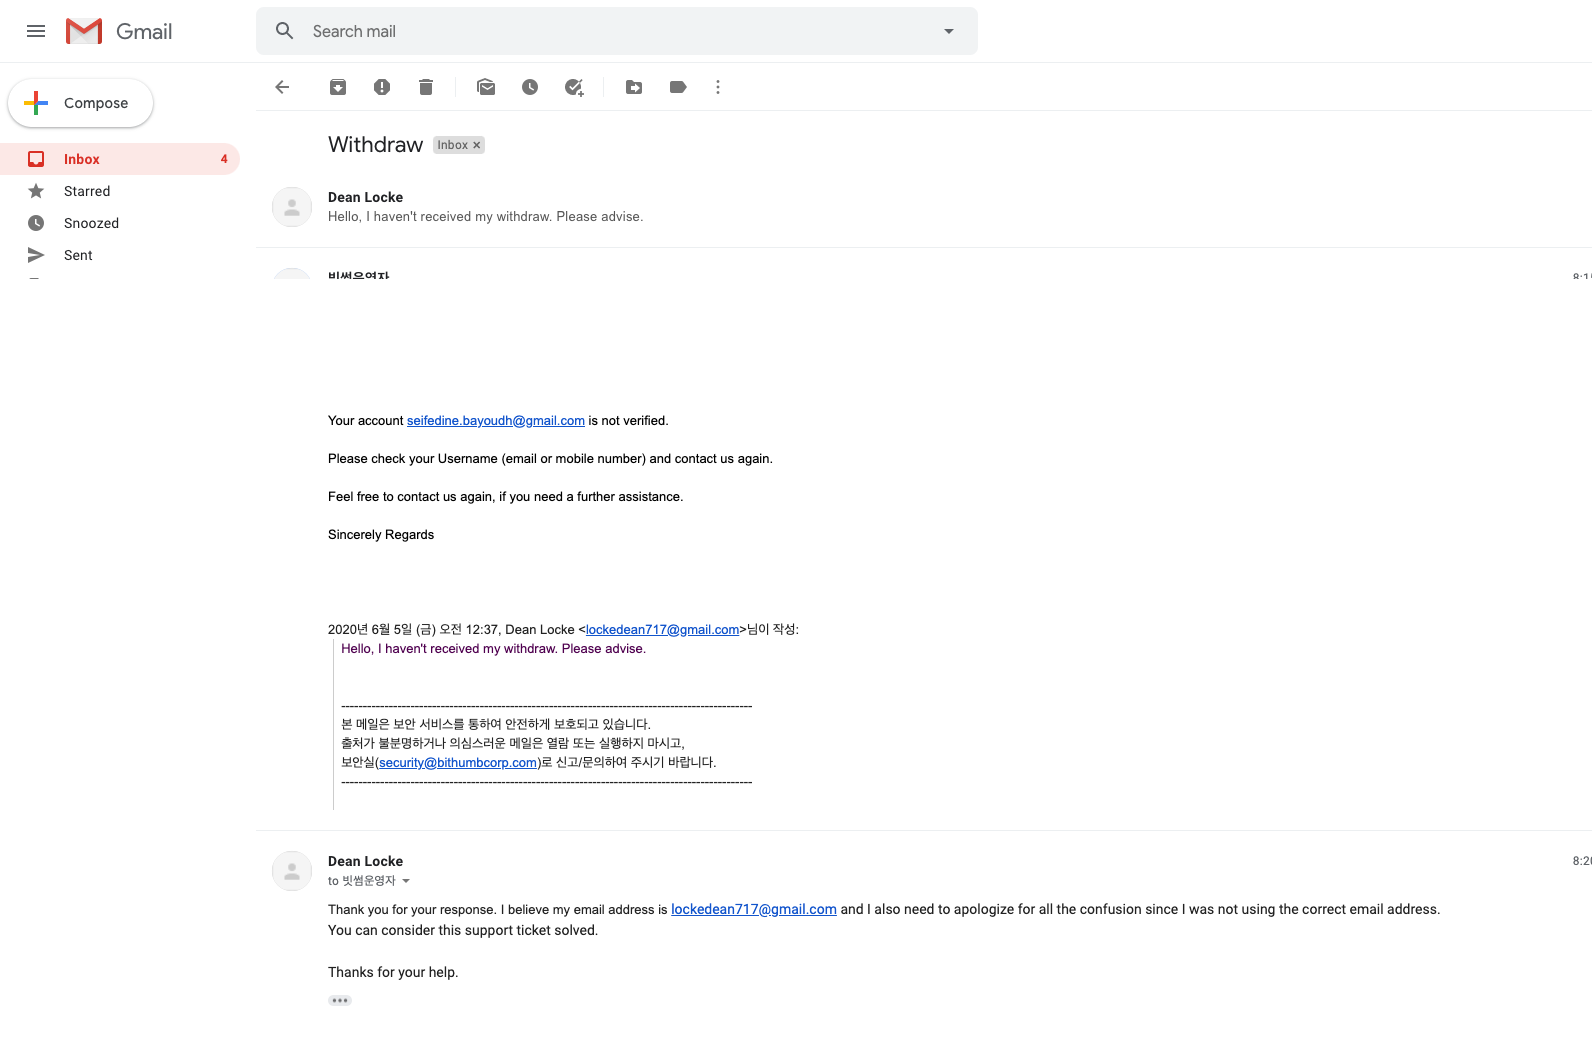 Gmail
Search mail
Compose
Inbox 4
Starred
Snoozed
Sent
Withdraw Inbox ×
Dean Locke
Hello, I haven't received my withdraw. Please advise.
빗썸운영자
Your account seifedine.bayoudh@gmail.com is not verified.
Please check your Username (email or mobile number) and contact us again.
Feel free to contact us again, if you need a further assistance.
Sincerely Regards
2020년 6월 5일 (금) 오전 12:37, Dean Locke <lockedean717@gmail.com>님이 작성:
Hello, I haven't received my withdraw. Please advise.
-----------------------------------------------------------------------------------------------
본 메일은 보안 서비스를 통하여 안전하게 보호되고 있습니다.
출처가 불분명하거나 의심스러운 메일은 열람 또는 실행하지 마시고,
보안실(security@bithumbcorp.com)로 신고/문의하여 주시기 바랍니다.
-----------------------------------------------------------------------------------------------
Dean Locke
to 빗썸운영자
Thank you for your response. I believe my email address is lockedean717@gmail.com and I also need to apologize for all the confusion since I was not using the correct email address.
You can consider this support ticket solved.
Thanks for your help.